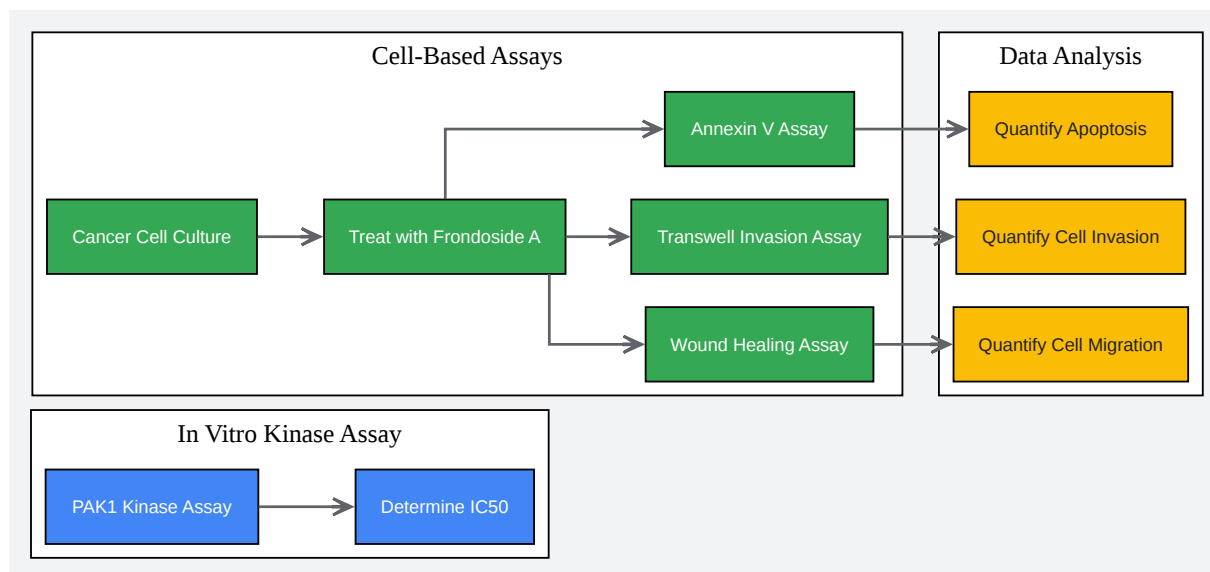 Cell-Based Assays
Data Analysis
Annexin V Assay
Quantify Apoptosis
Cancer Cell Culture
Treat with Frondoside A
Transwell Invasion Assay
Quantify Cell Invasion
Wound Healing Assay
Quantify Cell Migration
In Vitro Kinase Assay
PAK1 Kinase Assay
Determine IC50